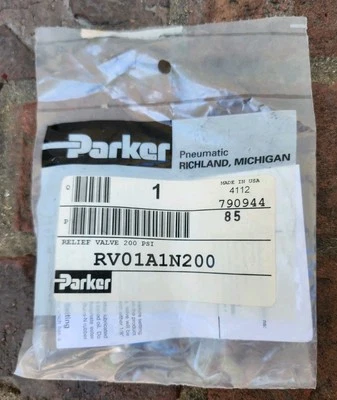 Parker
Pneumatic
RICHLAND, MICHIGAN
Q
1
MADE IN USA
4112
790944
P
85
RELIEF VALVE 200 PSI
RV01A1N200
Parker